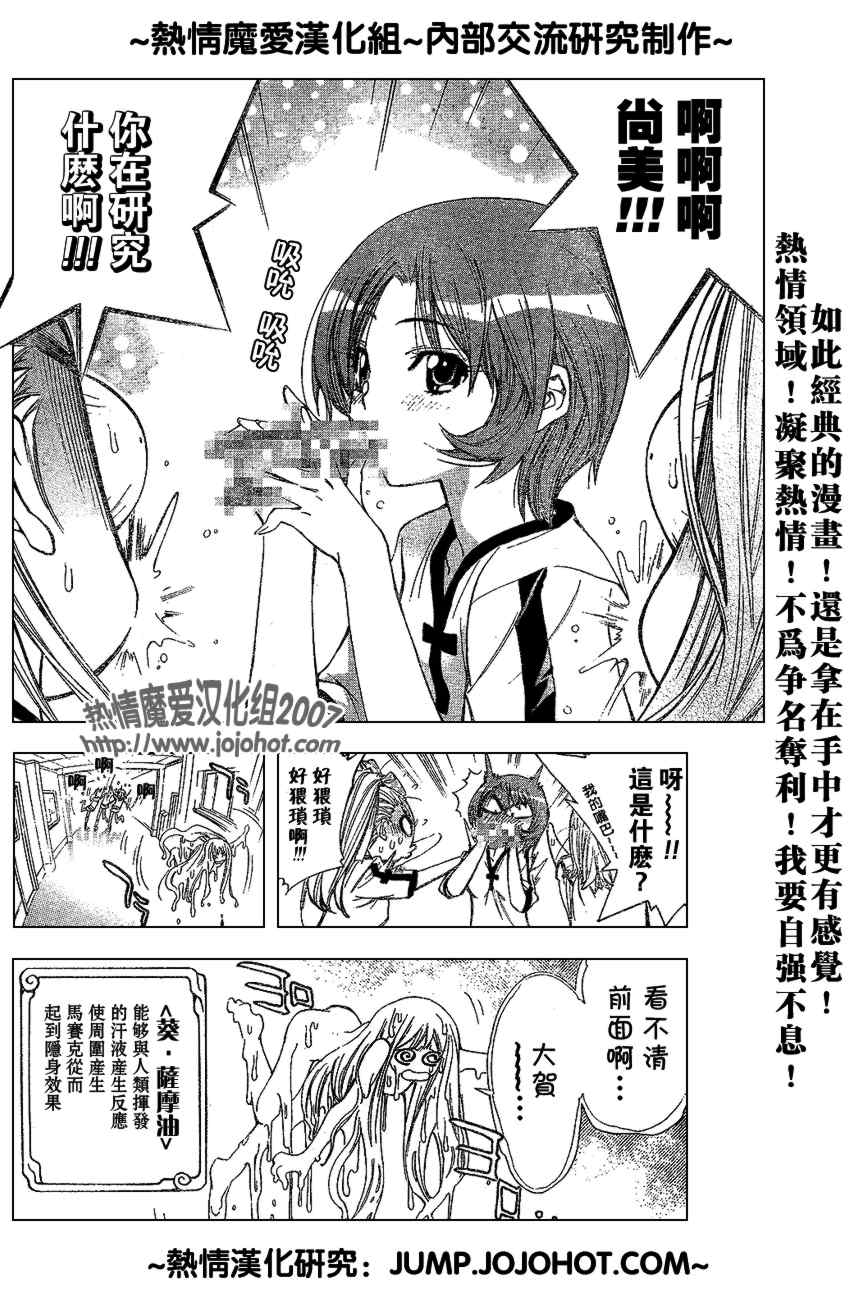 ~熱情魔愛漢化組~內部交流研究制作~
啊啊啊
尚美!!!
你在研究
什麽啊!!!
吸吮
吸吮
熱情魔爱汉化组2007
http://www.jojohot.com
如此經典的漫畫！還是拿在手中才更有感覺！
熱情領域！凝聚熱情！不爲争名奪利！我要自强不息！
呀～～!!
這是什麽？
我的嘴巴……
好猥瑣
好猥瑣啊!!!
啊
啊
啊
看不清
前面啊…
大賀
～…
<葵·薩摩油>
能够與人類揮發
的汗液産生反應
使周圍産生
馬賽克從而
起到隱身效果
~熱情漢化研究：JUMP.JOJOHOT.COM~